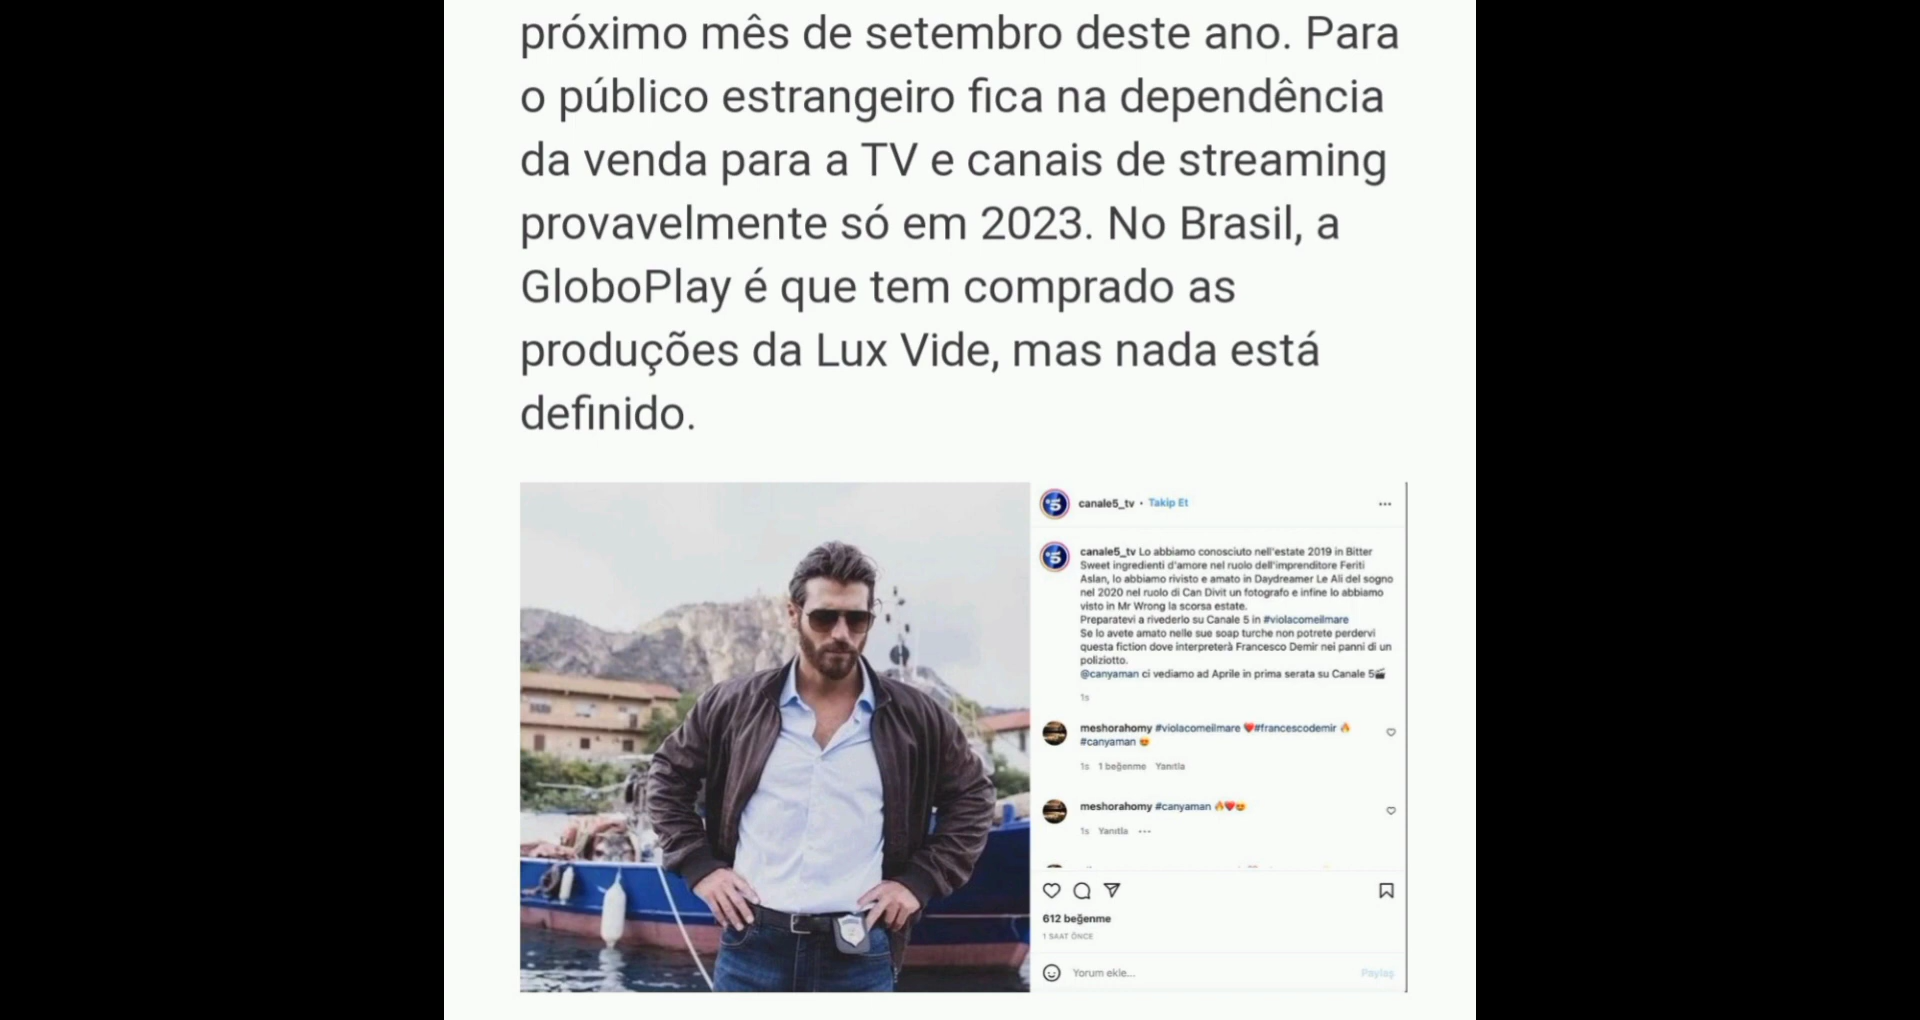 próximo mês de setembro deste ano. Para
o público estrangeiro fica na dependência
da venda para a TV e canais de streaming
provavelmente só em 2023. No Brasil, a
GloboPlay é que tem comprado as
produções da Lux Vide, mas nada está
definido.
canale5_tv • Takip Et
canale5_tv Lo abbiamo conosciuto nell'estate 2019 in Bitter
Sweet ingredienti d'amore nel ruolo dell'imprenditore Feriti
Aslan, lo abbiamo rivisto e amato in Daydreamer Le Ali del sogno
nel 2020 nel ruolo di Can Divit un fotografo e infine lo abbiamo
visto in Mr Wrong la scorsa estate.
Preparatevi a rivederlo su Canale 5 in #violacomeilmare
Se lo avete amato nelle sue soap turche non potrete perdervi
questa fiction dove interpreterà Francesco Demir nei panni di un
poliziotto.
@canyaman ci vediamo ad Aprile in prima serata su Canale 5🎬
1s
meshorahomy #violacomeilmare ❤️#francescodemir 🔥
#canyaman 😍
1s 1 beğenme Yanıtla
meshorahomy #canyaman 🔥❤️😍
1s Yanıtla
612 beğenme
1 SAAT ÖNCE
Yorum ekle...
Paylaş